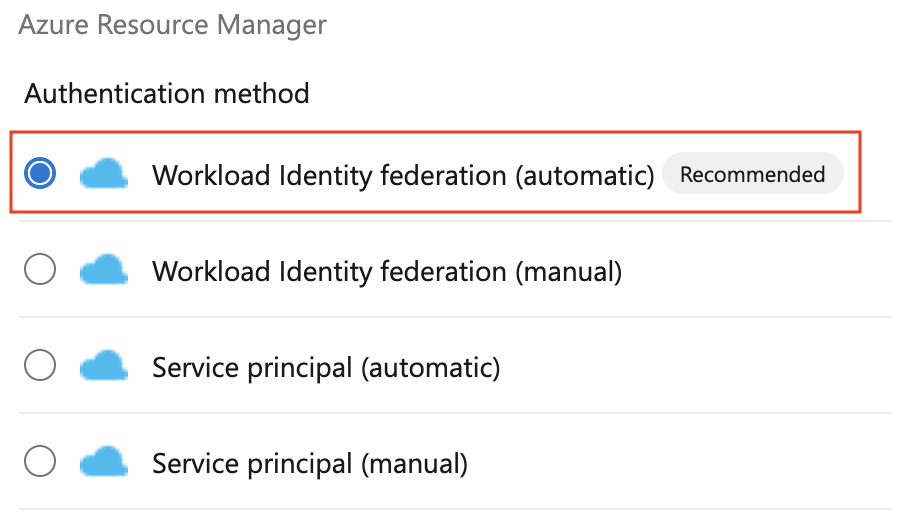 Azure Resource Manager
Authentication method
Workload Identity federation (automatic) Recommended
Workload Identity federation (manual)
Service principal (automatic)
Service principal (manual)